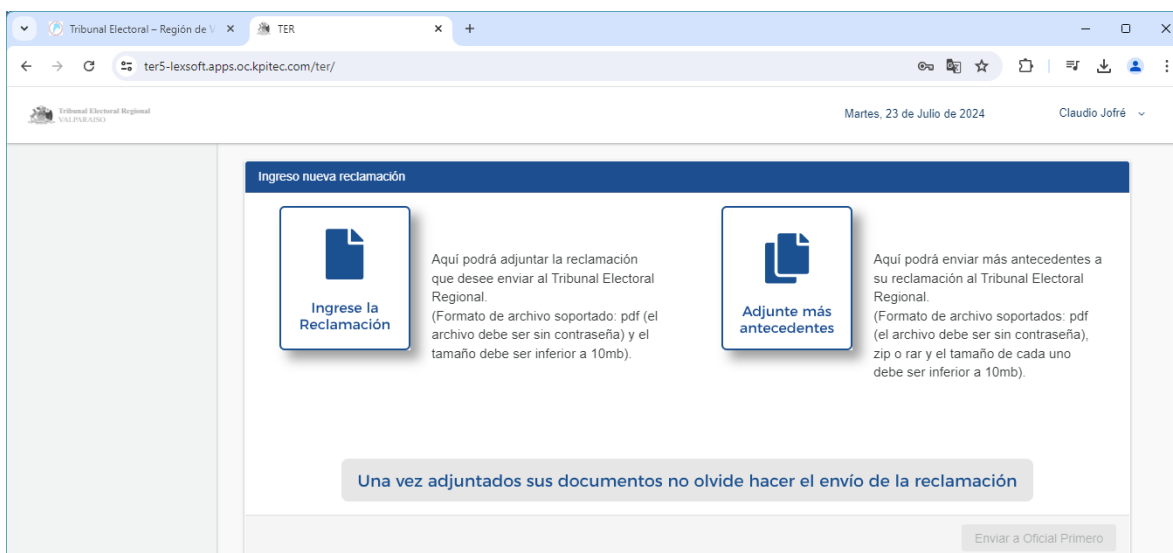 Tribunal Electoral – Región de V
TER
ter5-lexsoft.apps.oc.kpitec.com/ter/
Tribunal Electoral Regional
VALPARAISO
Martes, 23 de Julio de 2024
Claudio Jofré
Ingreso nueva reclamación
Ingrese la
Reclamación
Aquí podrá adjuntar la reclamación
que desee enviar al Tribunal Electoral
Regional.
(Formato de archivo soportado: pdf (el
archivo debe ser sin contraseña) y el
tamaño debe ser inferior a 10mb).
Adjunte más
antecedentes
Aquí podrá enviar más antecedentes a
su reclamación al Tribunal Electoral
Regional.
(Formato de archivo soportados: pdf
(el archivo debe ser sin contraseña),
zip o rar y el tamaño de cada uno
debe ser inferior a 10mb).
Una vez adjuntados sus documentos no olvide hacer el envío de la reclamación
Enviar a Oficial Primero